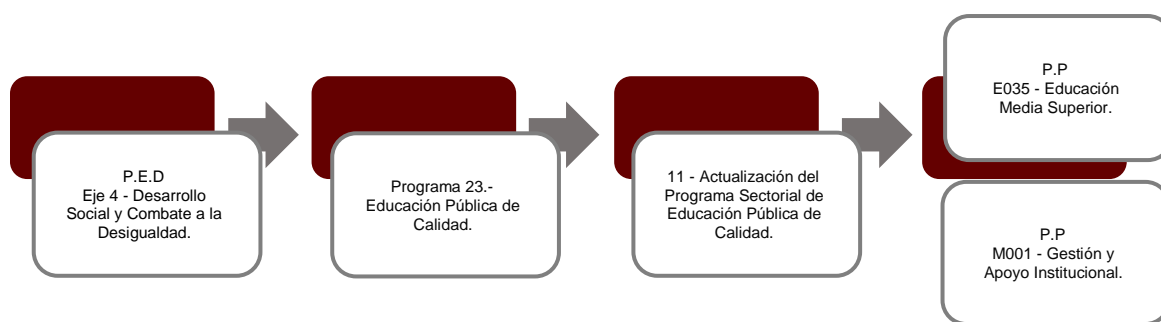 P.E.D
Eje 4 - Desarrollo
Social y Combate a la
Desigualdad.
Programa 23.-
Educación Pública de
Calidad.
11 - Actualización del
Programa Sectorial de
Educación Pública de
Calidad.
P.P
E035 - Educación
Media Superior.
P.P
M001 - Gestión y
Apoyo Institucional.